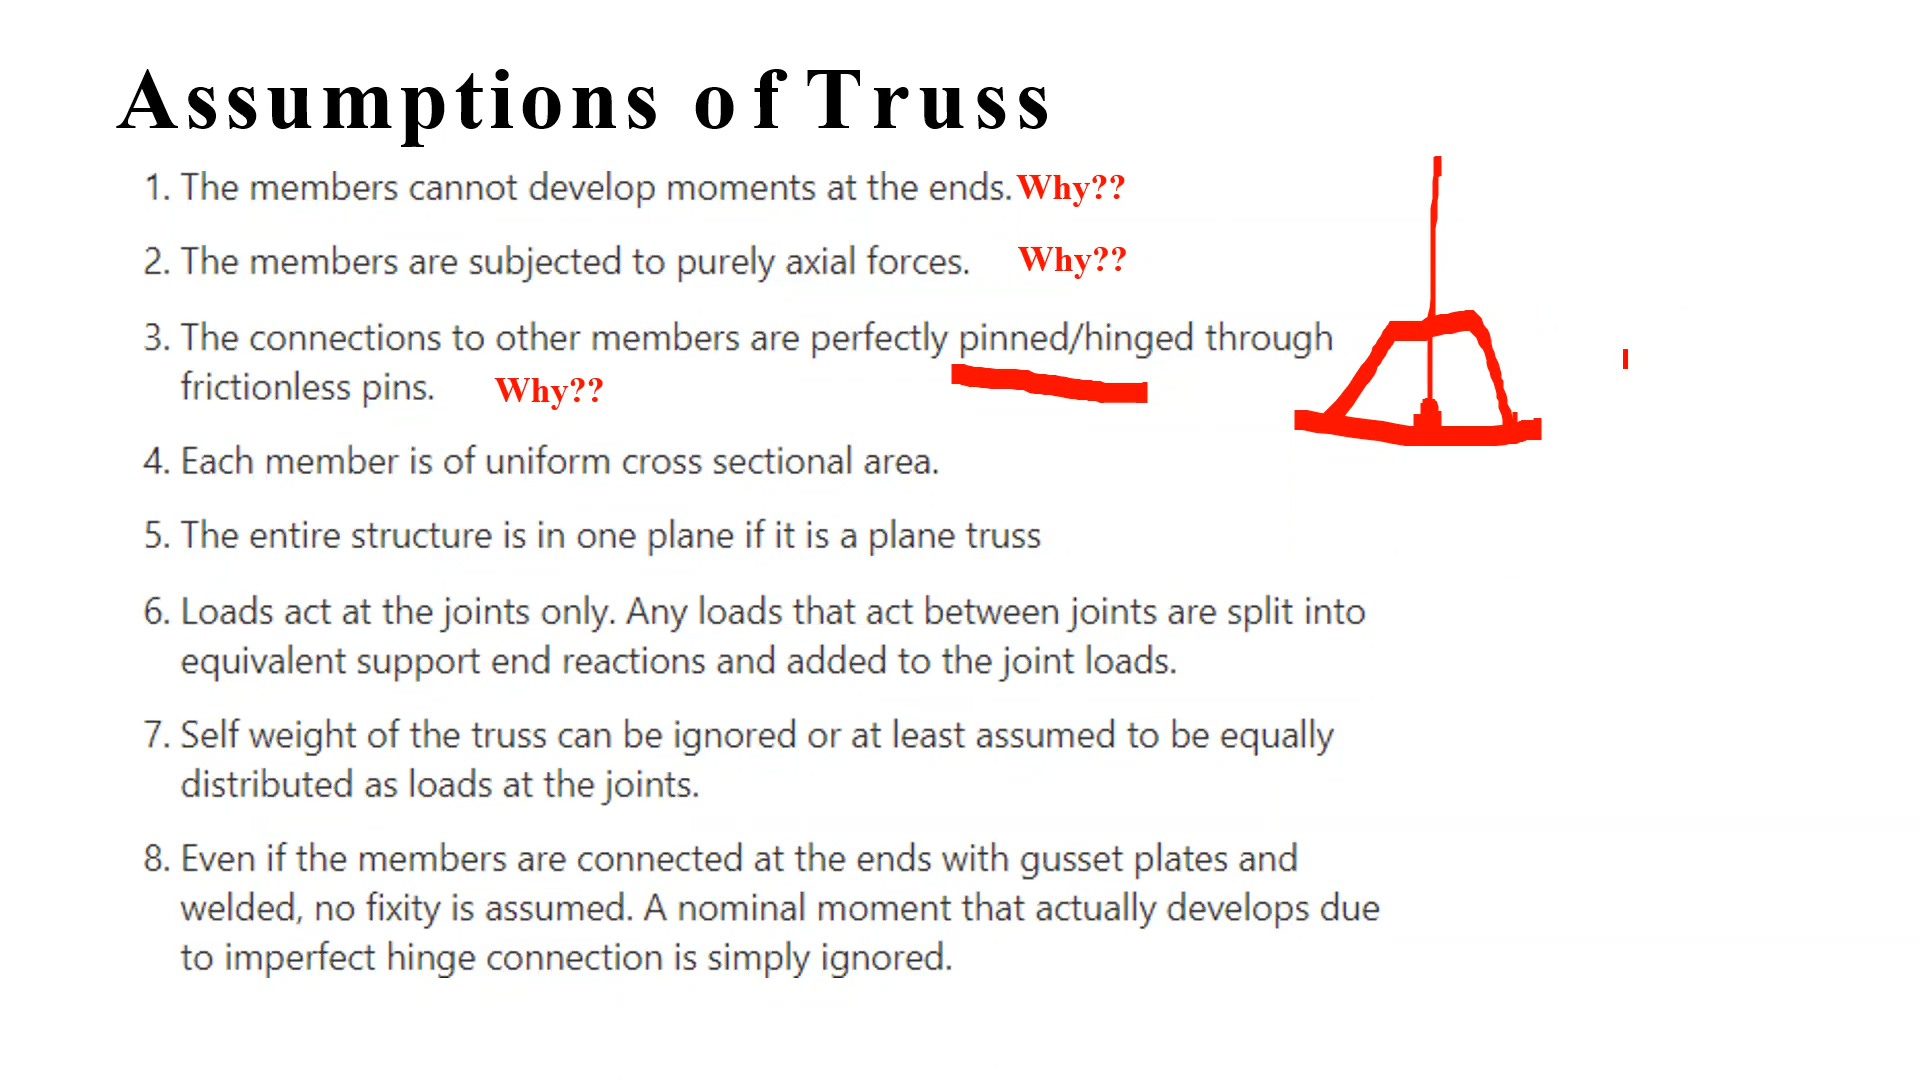 Assumptions of Truss
1. The members cannot develop moments at the ends. Why??
2. The members are subjected to purely axial forces. Why??
3. The connections to other members are perfectly pinned/hinged through
frictionless pins. Why??
4. Each member is of uniform cross sectional area.
5. The entire structure is in one plane if it is a plane truss
6. Loads act at the joints only. Any loads that act between joints are split into
equivalent support end reactions and added to the joint loads.
7. Self weight of the truss can be ignored or at least assumed to be equally
distributed as loads at the joints.
8. Even if the members are connected at the ends with gusset plates and
welded, no fixity is assumed. A nominal moment that actually develops due
to imperfect hinge connection is simply ignored.